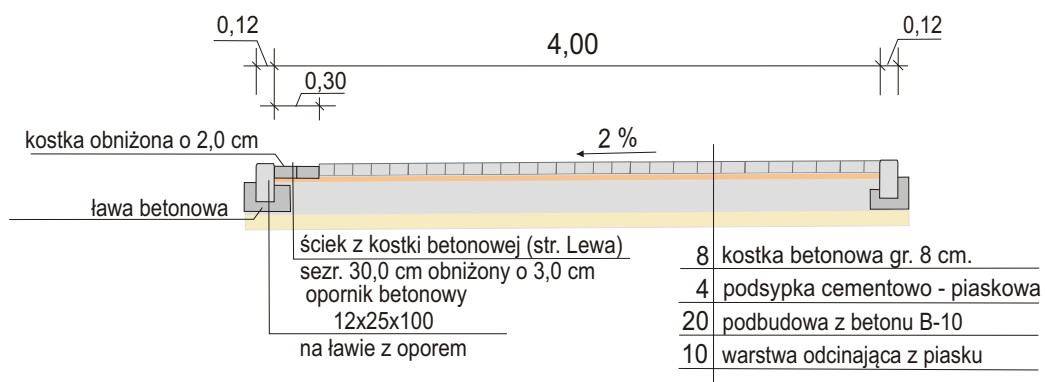 0,12
4,00
0,12
0,30
kostka obniżona o 2,0 cm
2 %
ława betonowa
ściek z kostki betonowej (str. Lewa)
sezr. 30,0 cm obniżony o 3,0 cm
opornik betonowy
12x25x100
na ławie z oporem
8 kostka betonowa gr. 8 cm.
4 podsypka cementowo - piaskowa
20 podbudowa z betonu B-10
10 warstwa odcinająca z piasku